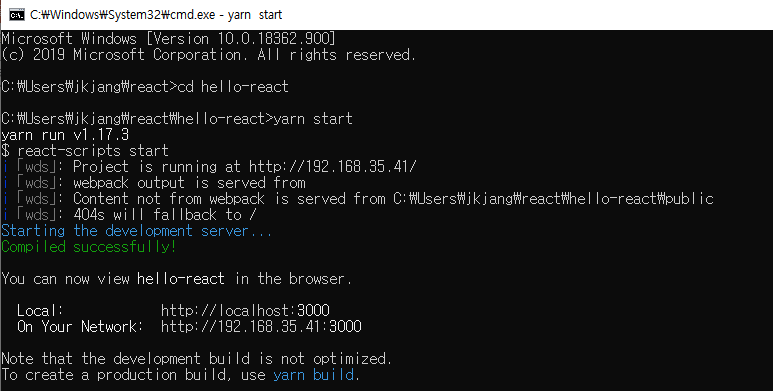 C:₩Windows₩System32₩cmd.exe - yarn  start
Microsoft Windows [Version 10.0.18362.900]
(c) 2019 Microsoft Corporation. All rights reserved.
C:₩Users₩jkjang₩react>cd hello-react
C:₩Users₩jkjang₩react₩hello-react>yarn start
yarn run v1.17.3
$ react-scripts start
i 「wds」: Project is running at http://192.168.35.41/
i 「wds」: webpack output is served from
i 「wds」: Content not from webpack is served from C:₩Users₩jkjang₩react₩hello-react₩public
i 「wds」: 404s will fallback to /
Starting the development server...
Compiled successfully!
You can now view hello-react in the browser.
Local:            http://localhost:3000
On Your Network:  http://192.168.35.41:3000
Note that the development build is not optimized.
To create a production build, use yarn build.